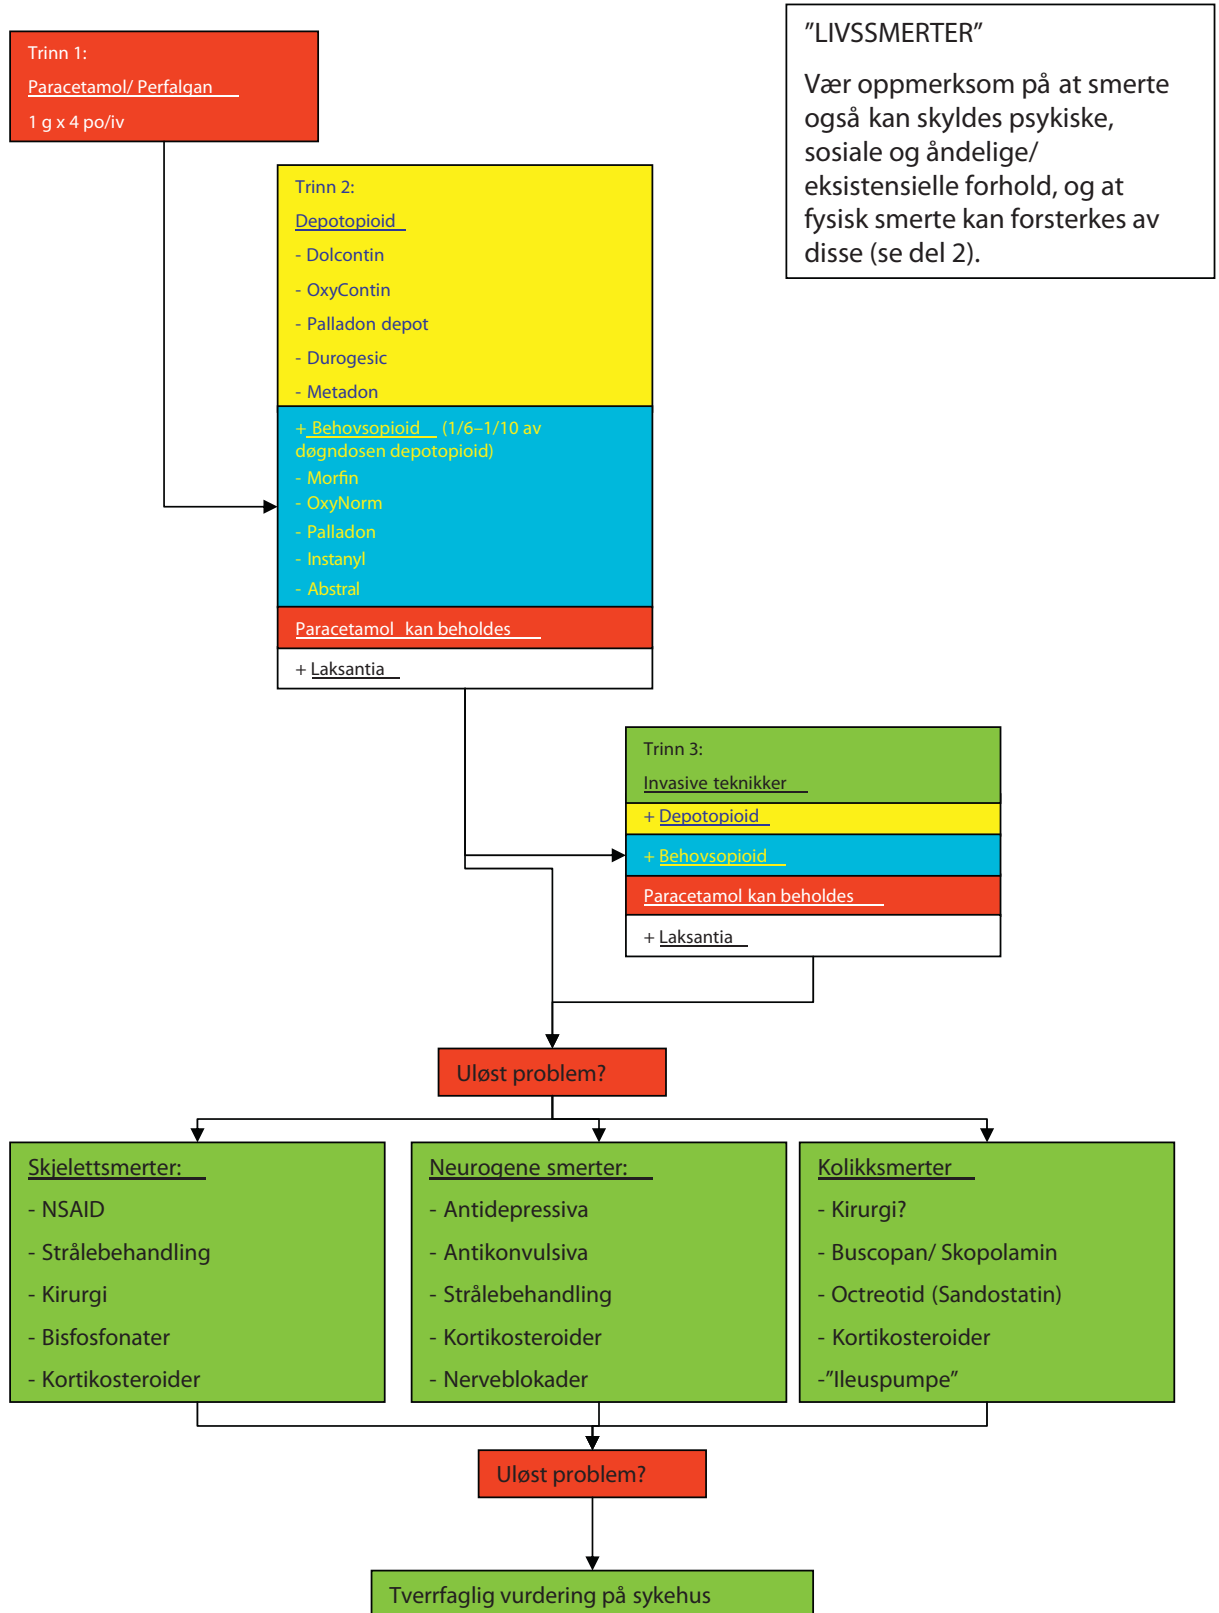 Trinn 1:
Paracetamol/ Perfalgan
1 g x 4 po/iv
"LIVSSMERTER"
Vær oppmerksom på at smerte
også kan skyldes psykiske,
sosiale og åndelige/
eksistensielle forhold, og at
fysisk smerte kan forsterkes av
disse (se del 2).
Trinn 2:
Depotopioid
- Dolcontin
- OxyContin
- Palladon depot
- Durogesic
- Metadon
+ Behovsopioid (1/6–1/10 av
døgndosen depotopioid)
- Morfin
- OxyNorm
- Palladon
- Instanyl
- Abstral
Paracetamol kan beholdes
+ Laksantia
Trinn 3:
Invasive teknikker
+ Depotopioid
+ Behovsopioid
Paracetamol kan beholdes
+ Laksantia
Uløst problem?
Skjelettsmerter:
- NSAID
- Strålebehandling
- Kirurgi
- Bisfosfonater
- Kortikosteroider
Neurogene smerter:
- Antidepressiva
- Antikonvulsiva
- Strålebehandling
- Kortikosteroider
- Nerveblokader
Kolikksmerter
- Kirurgi?
- Buscopan/ Skopolamin
- Octreotid (Sandostatin)
- Kortikosteroider
-"Ileuspumpe"
Uløst problem?
Tverrfaglig vurdering på sykehus